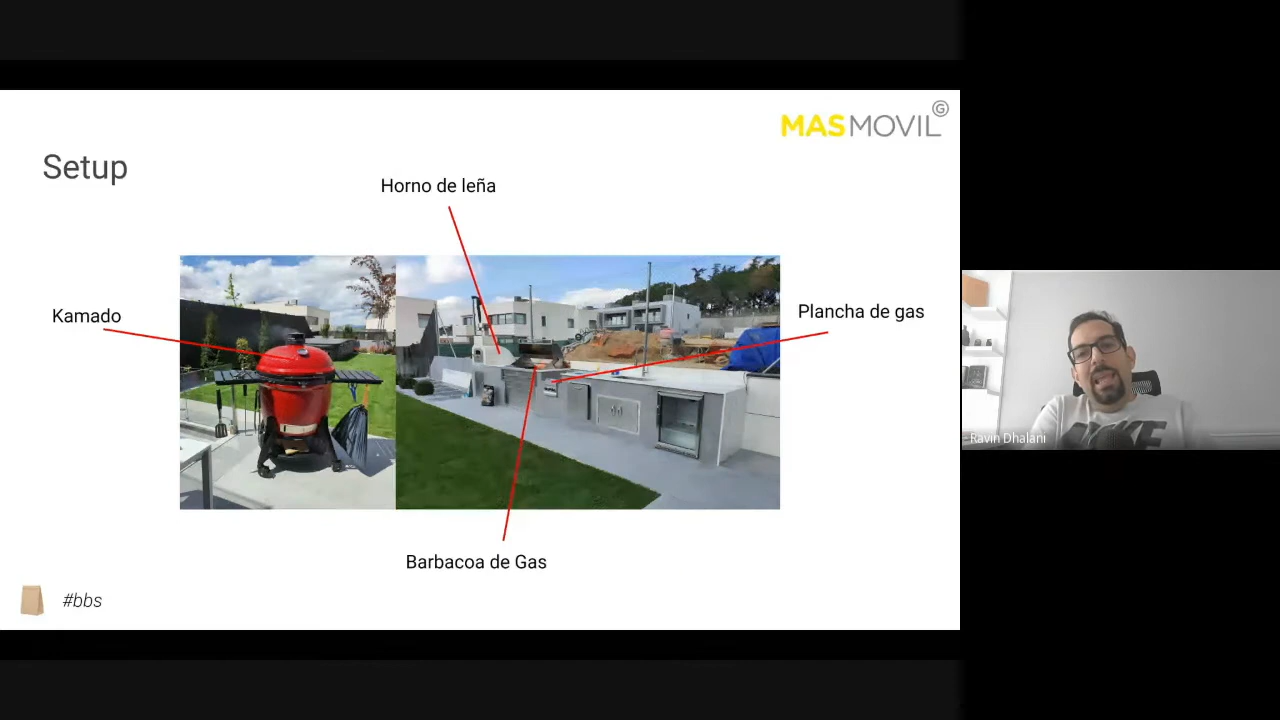 MASMOVIL G
Setup
Horno de leña
Kamado
Plancha de gas
Barbacoa de Gas
#bbs
Ravin Dhalani